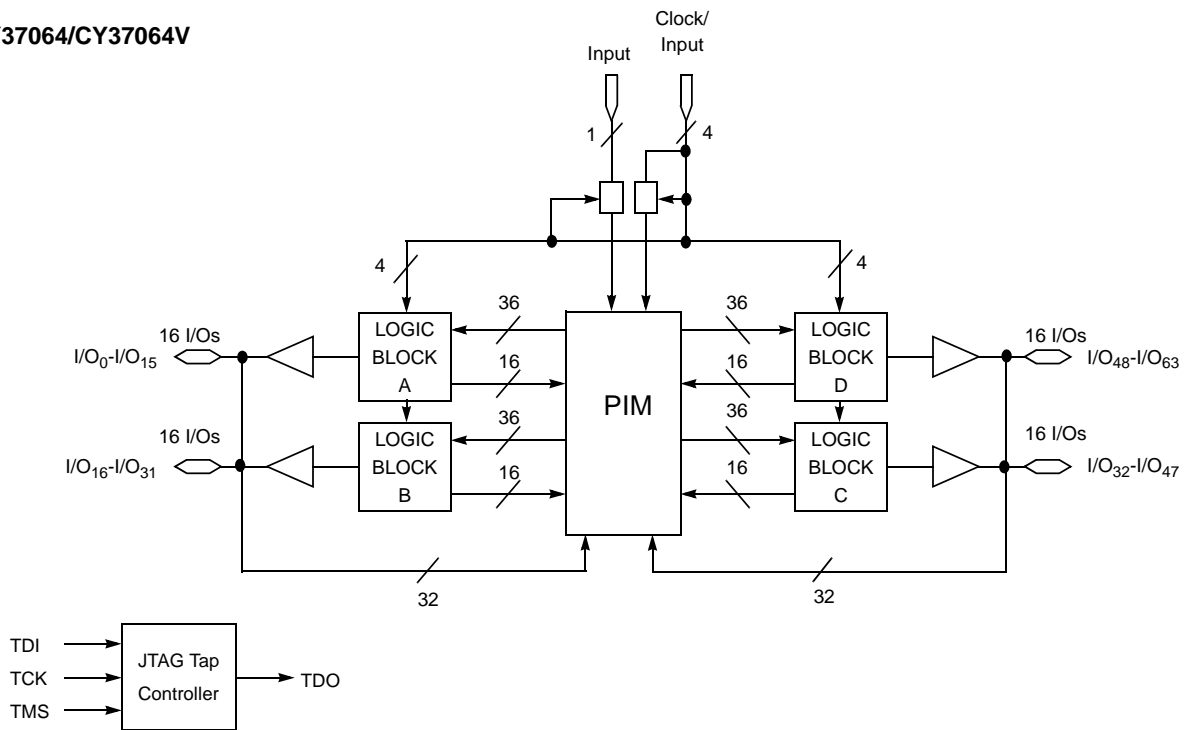 Y37064/CY37064V
Clock/
Input
Input
1
4
4
4
36
36
16 I/Os
LOGIC
BLOCK
A
I/O0-I/O15
16
PIM
16
LOGIC
BLOCK
D
16 I/Os
I/O48-I/O63
36
36
16 I/Os
LOGIC
BLOCK
B
I/O16-I/O31
16
16
LOGIC
BLOCK
C
16 I/Os
I/O32-I/O47
32
32
TDI
TCK
TMS
JTAG Tap
Controller
TDO